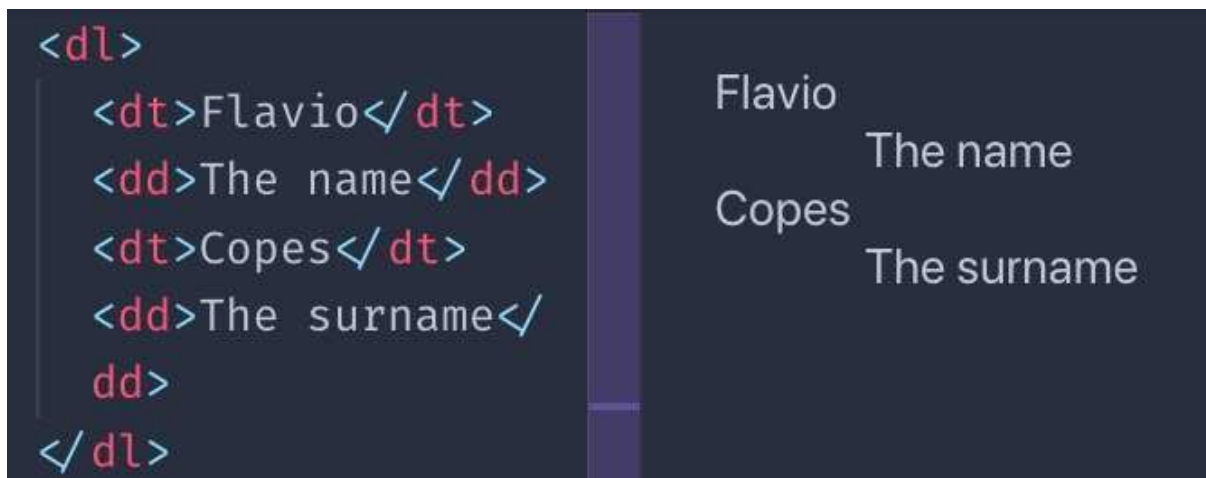 <dl>
<dt>Flavio</dt>
<dd>The name</dd>
<dt>Copes</dt>
<dd>The surname</
dd>
</dl>
Flavio
The name
Copes
The surname